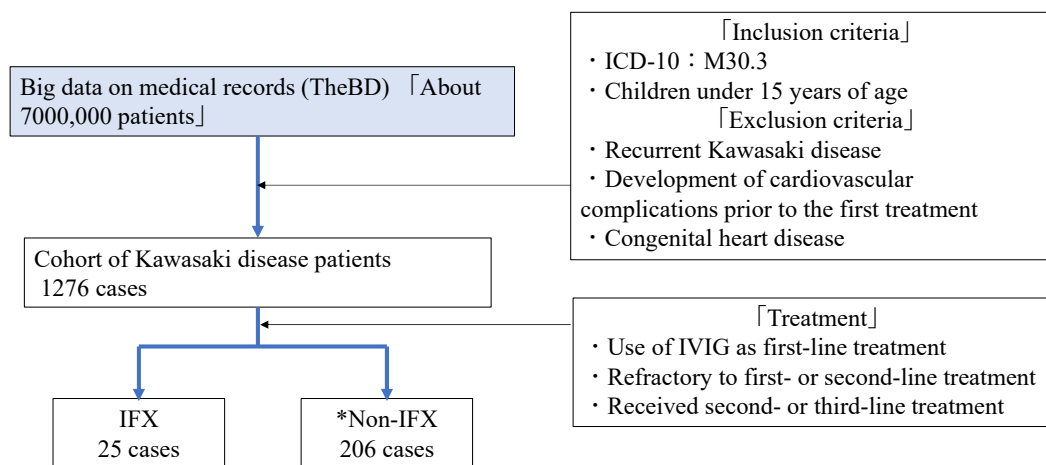 Big data on medical records (TheBD) 「About
7000,000 patients」
「Inclusion criteria」
・ICD-10：M30.3
・Children under 15 years of age
「Exclusion criteria」
・Recurrent Kawasaki disease
・Development of cardiovascular
complications prior to the first treatment
・Congenital heart disease
Cohort of Kawasaki disease patients
1276 cases
「Treatment」
・Use of IVIG as first-line treatment
・Refractory to first- or second-line treatment
・Received second- or third-line treatment
IFX
25 cases
*Non-IFX
206 cases